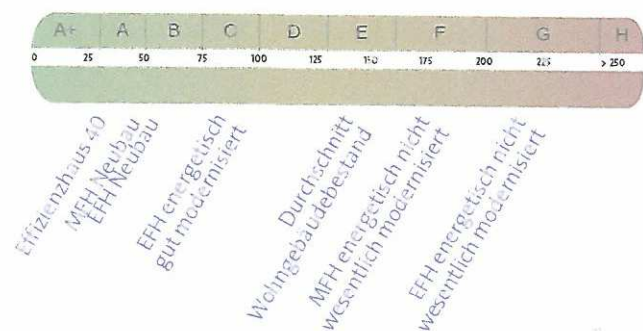 A+ A B C D E F G H
0 25 50 75 100 125 150 175 200 225 > 250
Effizienzhaus 40
MFH Neubau
EFH Neubau
EFH energetisch
gut modernisiert
Durchschnitt
Wohngebäudebestand
MFH energetisch nicht
wesentlich modernisiert
EFH energetisch nicht
wesentlich modernisiert